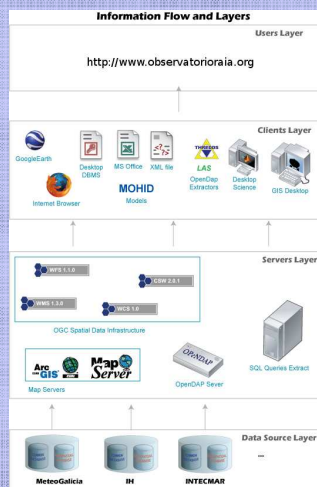 Information Flow and Layers
Users Layer
http://www.observatorioraia.org
Clients Layer
GoogleEarth
Desktop DBMS
MS Office
XML file
THREDDS
LAS
OpenDap Extractors
Desktop Science
GIS Desktop
Internet Browser
MOHID
Models
Servers Layer
WFS 1.1.0
CSW 2.0.1
WMS 1.3.0
WCS 1.0
OGC Spatial Data Infrastructure
ArcGIS
MapServer
Map Servers
OPeNDAP
OpenDAP Sever
SQL Queries Extract
Data Source Layer
...
MeteoGalicia
IH
INTECMAR